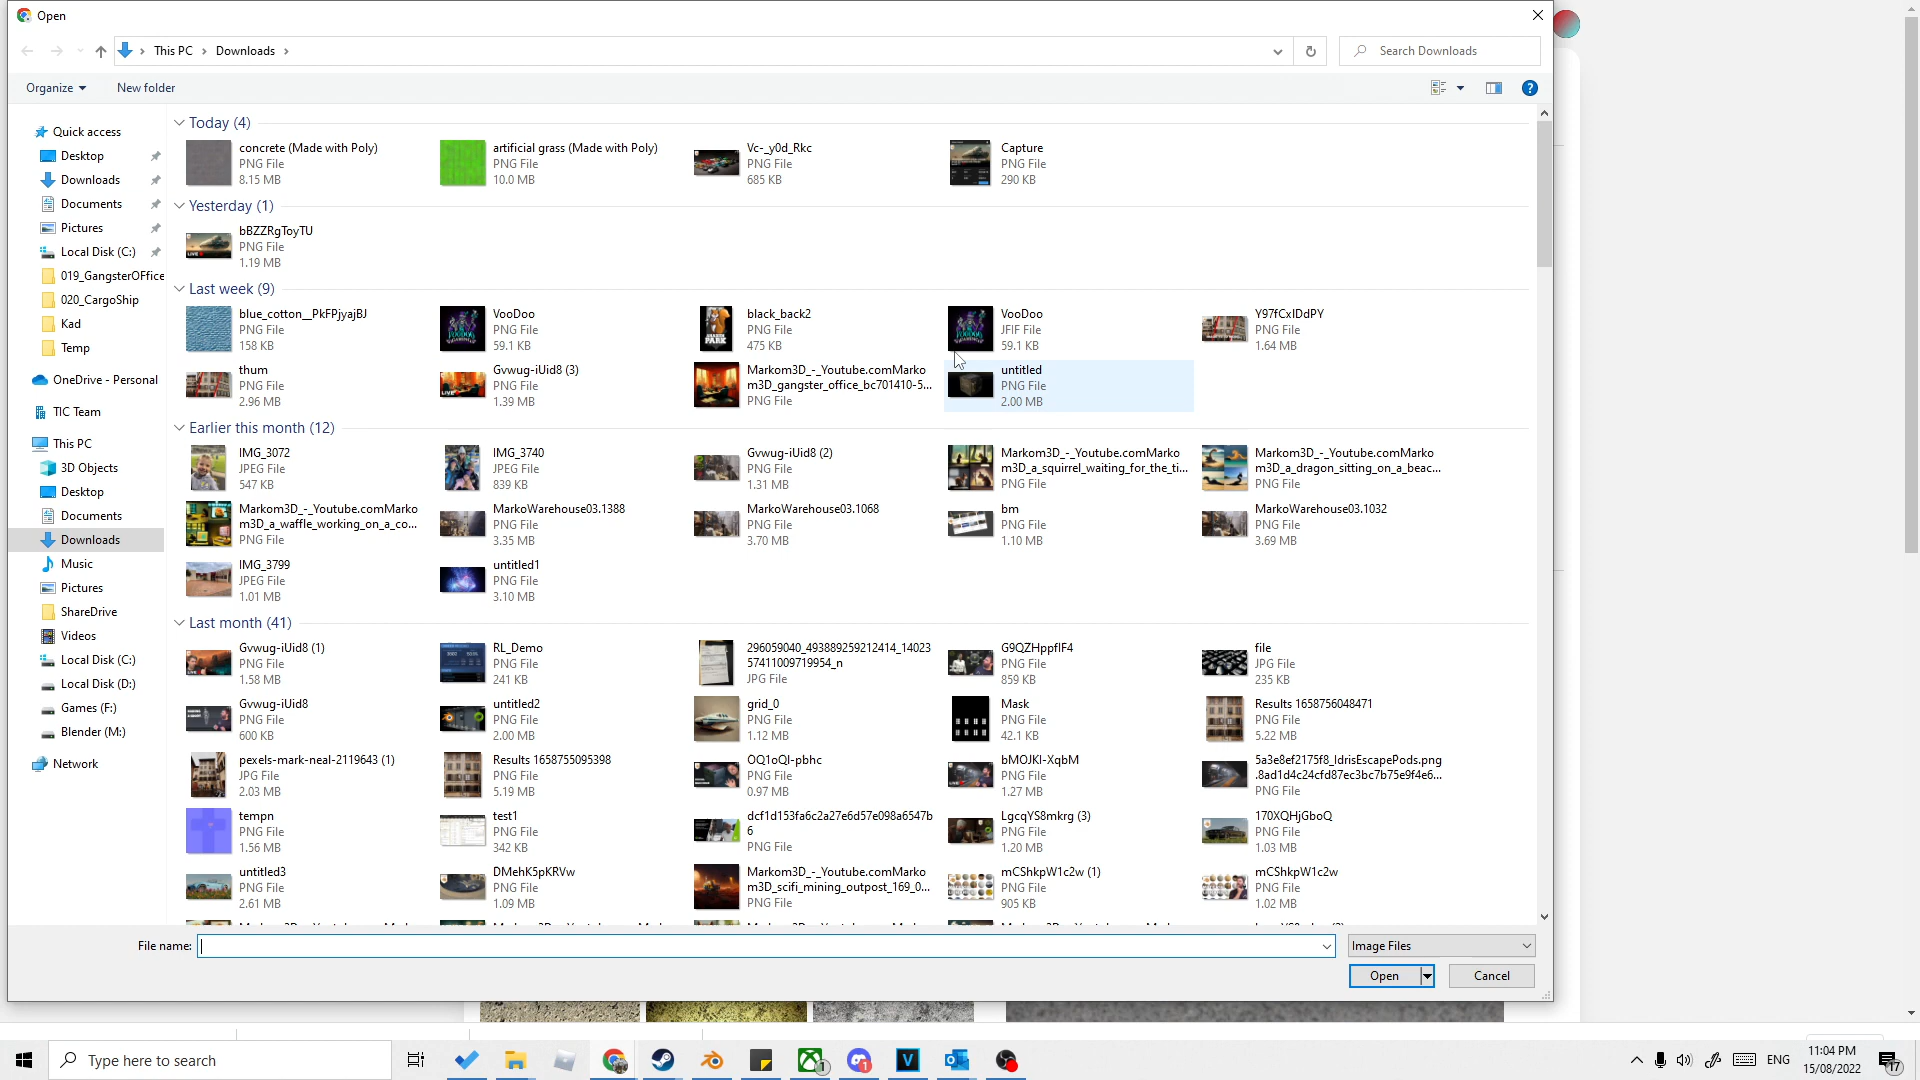 Open
This PC
Downloads
Search Downloads
Organize
New folder
Quick access
Desktop
Downloads
Documents
Pictures
Local Disk (C:)
019_GangsterOFfice
020_CargoShip
Kad
Temp
OneDrive - Personal
TIC Team
This PC
3D Objects
Desktop
Documents
Downloads
Music
Pictures
ShareDrive
Videos
Local Disk (C:)
Local Disk (D:)
Games (F:)
Blender (M:)
Network
Today (4)
concrete (Made with Poly)
PNG File
8.15 MB
artificial grass (Made with Poly)
PNG File
10.0 MB
Vc-_y0d_Rkc
PNG File
685 KB
Capture
PNG File
290 KB
Yesterday (1)
bBZZRgToyTU
PNG File
1.19 MB
Last week (9)
blue_cotton__PkFPjyajBJ
PNG File
158 KB
VooDoo
PNG File
59.1 KB
black_back2
PNG File
475 KB
VooDoo
JFIF File
59.1 KB
Y97fCxIDdPY
PNG File
1.64 MB
thum
PNG File
2.96 MB
Gvwug-iUid8 (3)
PNG File
1.39 MB
Markom3D_-_Youtube.comMarko
m3D_gangster_office_bc701410-5...
PNG File
untitled
PNG File
2.00 MB
Earlier this month (12)
IMG_3072
JPEG File
547 KB
IMG_3740
JPEG File
839 KB
Gvwug-iUid8 (2)
PNG File
1.31 MB
Markom3D_-_Youtube.comMarko
m3D_a_squirrel_waiting_for_the_ti...
PNG File
Markom3D_-_Youtube.comMarko
m3D_a_dragon_sitting_on_a_beac...
PNG File
Markom3D_-_Youtube.comMarko
m3D_a_waffle_working_on_a_co...
PNG File
MarkoWarehouse03.1388
PNG File
3.35 MB
MarkoWarehouse03.1068
PNG File
3.70 MB
bm
PNG File
1.10 MB
MarkoWarehouse03.1032
PNG File
3.69 MB
IMG_3799
JPEG File
1.01 MB
untitled1
PNG File
3.10 MB
Last month (41)
Gvwug-iUid8 (1)
PNG File
1.58 MB
RL_Demo
PNG File
241 KB
296059040_493889259212414_14023
57411009719954_n
JPG File
G9QZHppfIF4
PNG File
859 KB
file
JPG File
235 KB
Gvwug-iUid8
PNG File
600 KB
untitled2
PNG File
2.00 MB
grid_0
PNG File
1.12 MB
Mask
PNG File
42.1 KB
Results 1658756048471
PNG File
5.22 MB
pexels-mark-neal-2119643 (1)
JPG File
2.03 MB
Results 1658755095398
PNG File
5.19 MB
OQ1oQI-pbhc
PNG File
0.97 MB
bMOJKI-XqbM
PNG File
1.27 MB
5a3e8ef2175f8_IdrisEscapePods.png
.8ad1d4c24cfd87ec3bc7b75e9f4e6...
PNG File
tempn
PNG File
1.56 MB
test1
PNG File
342 KB
dcf1d153fa6c2a27e6d57e098a6547b
6
PNG File
LgcqYS8mkrg (3)
PNG File
1.20 MB
170XQHjGboQ
PNG File
1.03 MB
untitled3
PNG File
2.61 MB
DMehK5pKRVw
PNG File
1.09 MB
Markom3D_-_Youtube.comMarko
m3D_scifi_mining_outpost_169_0...
PNG File
mCShkpW1c2w (1)
PNG File
905 KB
mCShkpW1c2w
PNG File
1.02 MB
File name:
Image Files
Open
Cancel
Type here to search
ENG
11:04 PM
15/08/2022
17